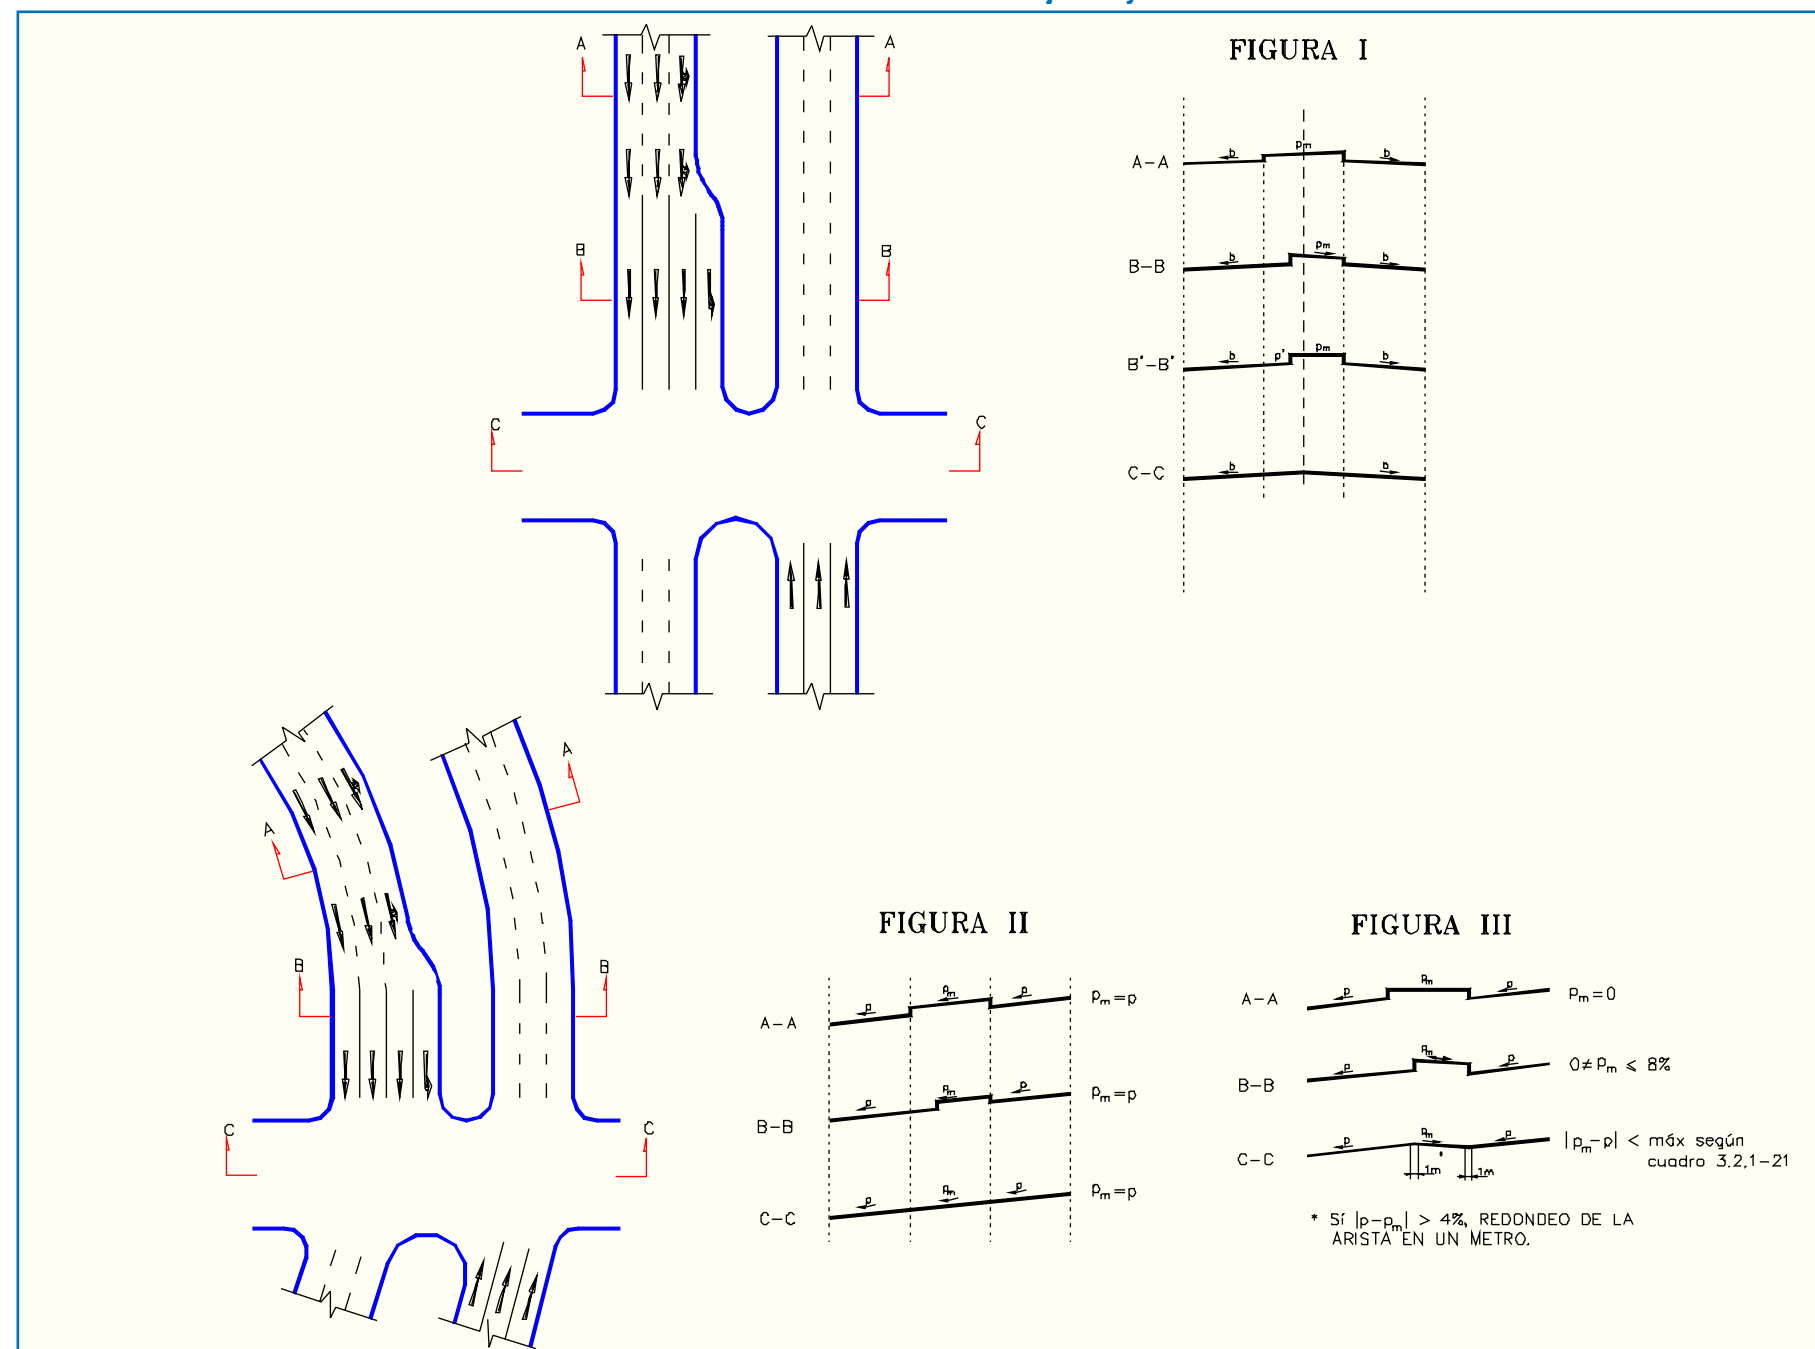 A A
B B
C C
FIGURA I
A-A b pm b
B-B b pm b
B'-B' b p' pm b
C-C b b
A A
B B
C C
FIGURA II
A-A p pm p pm=p
B-B p pm p pm=p
C-C p pm p pm=p
FIGURA III
A-A p pm p pm=0
B-B p pm p 0≠pm ≤ 8%
C-C p pm p |pm-p| < máx según
cuadro 3.2.1-21
* 1m 1m
* Sí |p-pm| > 4%, REDONDEO DE LA
ARISTA EN UN METRO.